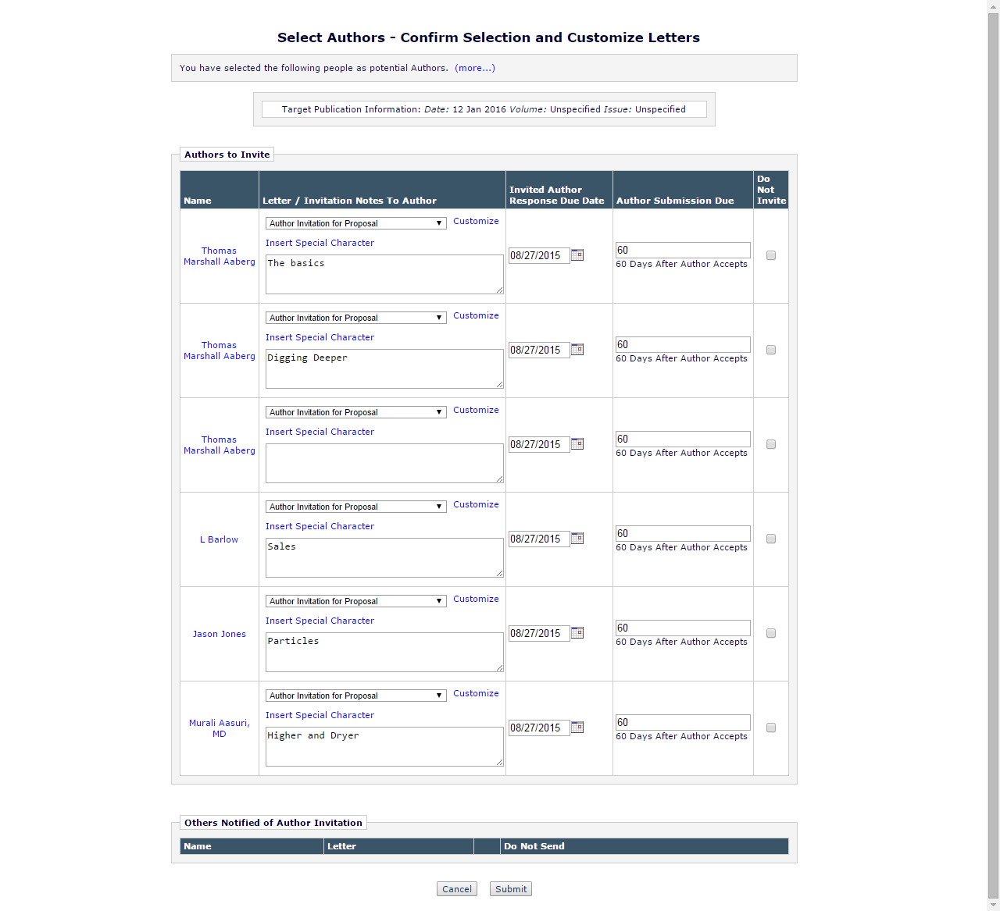 Select Authors - Confirm Selection and Customize Letters
You have selected the following people as potential Authors. (more...)
Target Publication Information: Date: 12 Jan 2016 Volume: Unspecified Issue: Unspecified
Authors to Invite
Name Letter / Invitation Notes To Author Invited Author Response Due Date Author Submission Due Do Not Invite
Author Invitation for Proposal Customize
Insert Special Character
Thomas Marshall Aaberg The basics 08/27/2015 60
60 Days After Author Accepts
Author Invitation for Proposal Customize
Insert Special Character
Thomas Marshall Aaberg Digging Deeper 08/27/2015 60
60 Days After Author Accepts
Author Invitation for Proposal Customize
Insert Special Character
Thomas Marshall Aaberg 08/27/2015 60
60 Days After Author Accepts
Author Invitation for Proposal Customize
Insert Special Character
L Barlow Sales 08/27/2015 60
60 Days After Author Accepts
Author Invitation for Proposal Customize
Insert Special Character
Jason Jones Particles 08/27/2015 60
60 Days After Author Accepts
Author Invitation for Proposal Customize
Insert Special Character
Murali Aasuri, MD Higher and Dryer 08/27/2015 60
60 Days After Author Accepts
Others Notified of Author Invitation
Name Letter Do Not Send
Cancel Submit